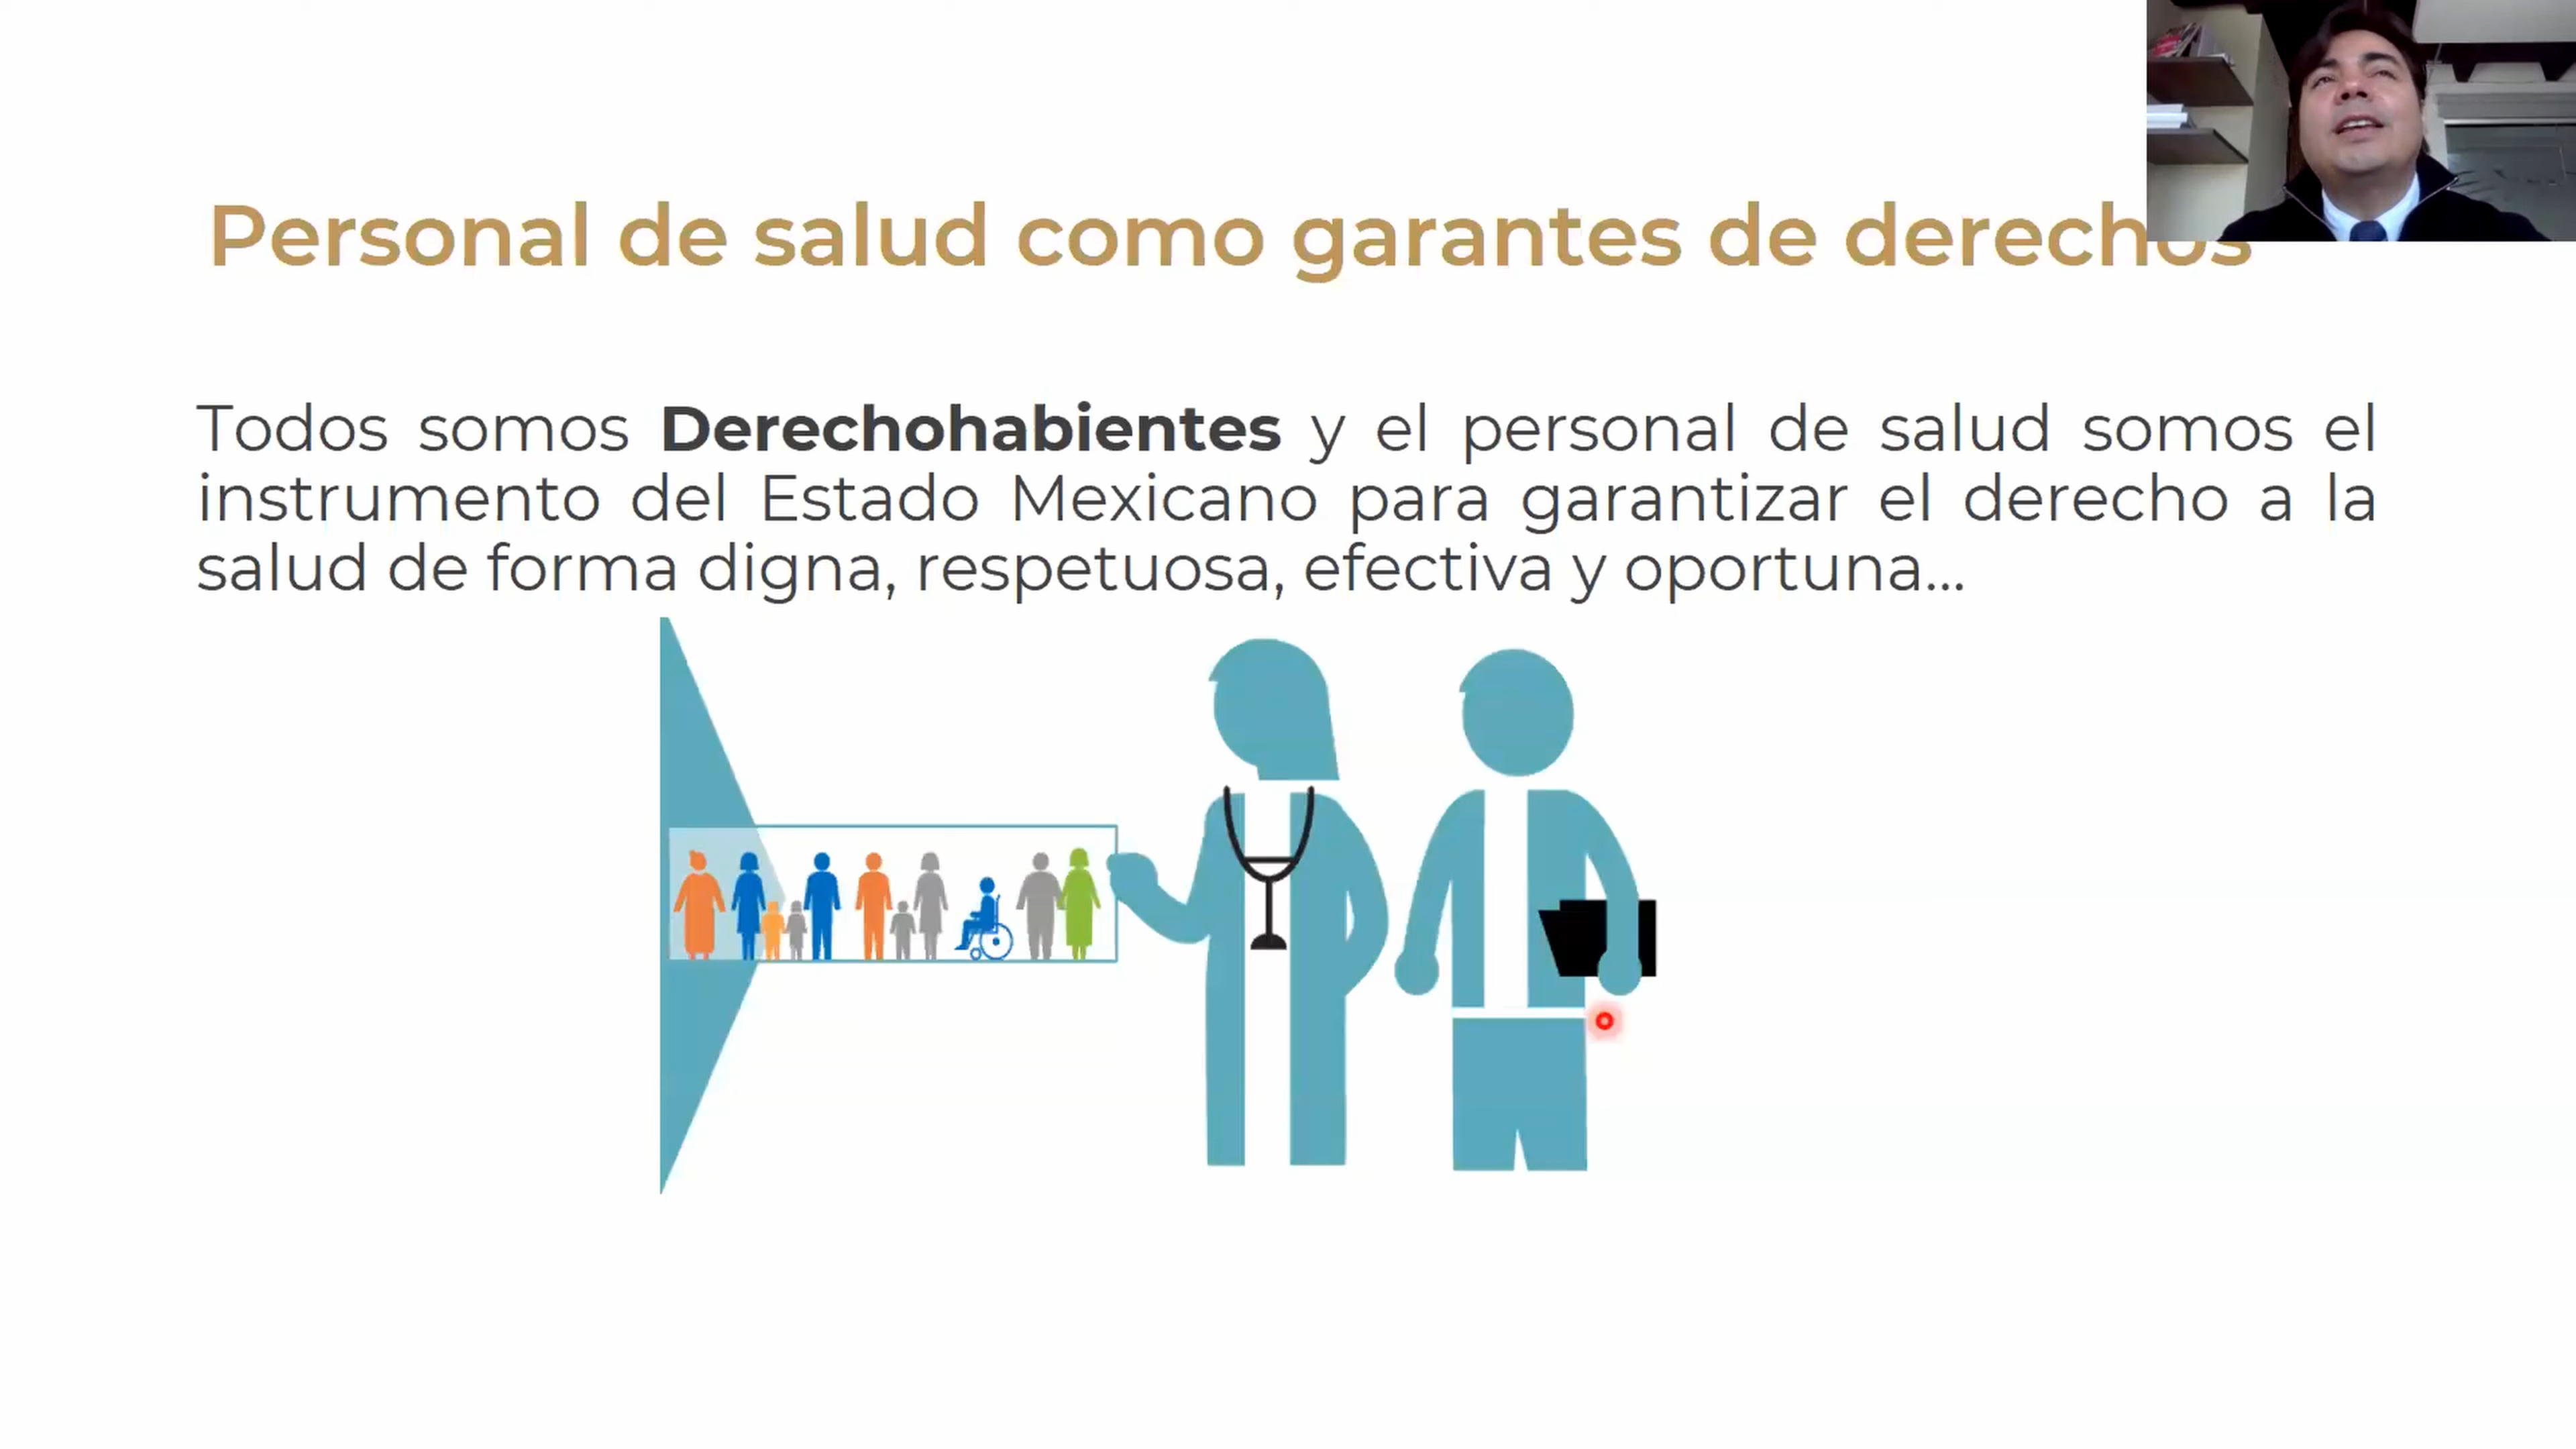 Personal de salud como garantes de derechos
Todos somos Derechohabientes y el personal de salud somos el
instrumento del Estado Mexicano para garantizar el derecho a la
salud de forma digna, respetuosa, efectiva y oportuna...